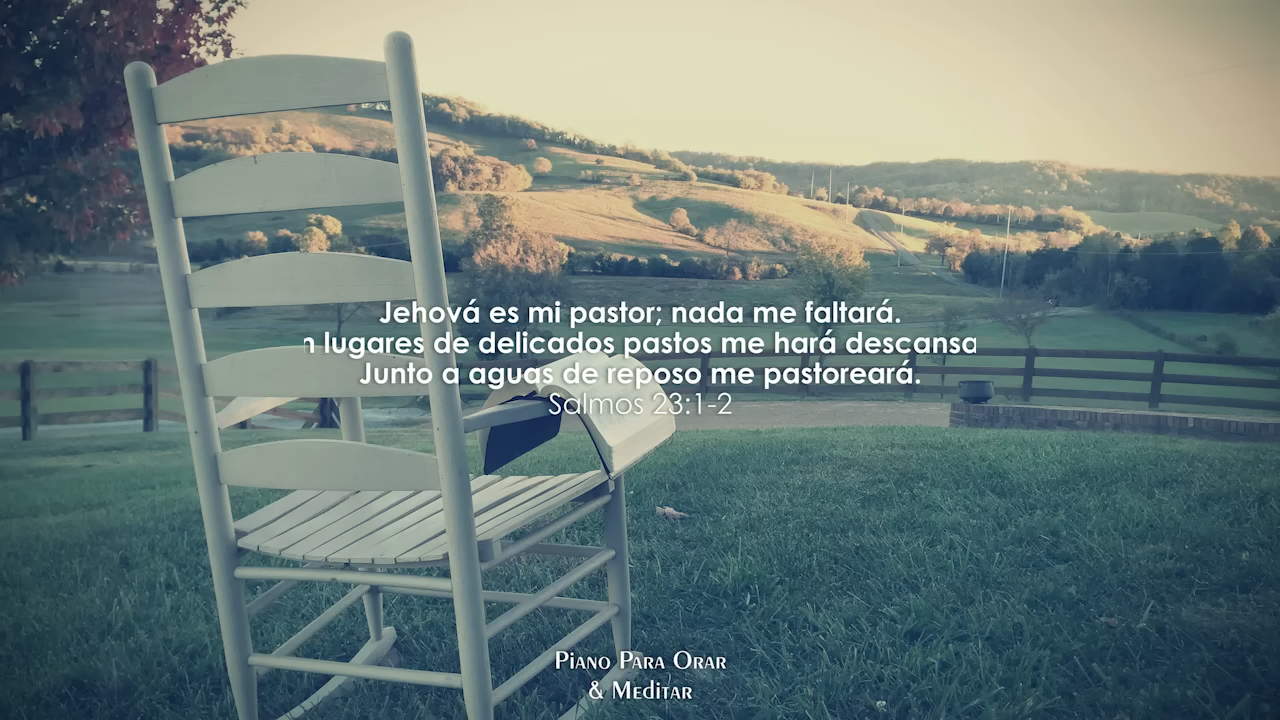 Jehová es mi pastor; nada me faltará.
lugares de delicados pastos me hará
Junto a aguas de reposo me pastoreará.
Salmos 23:1-2
Piano Para Orar
& Meditar